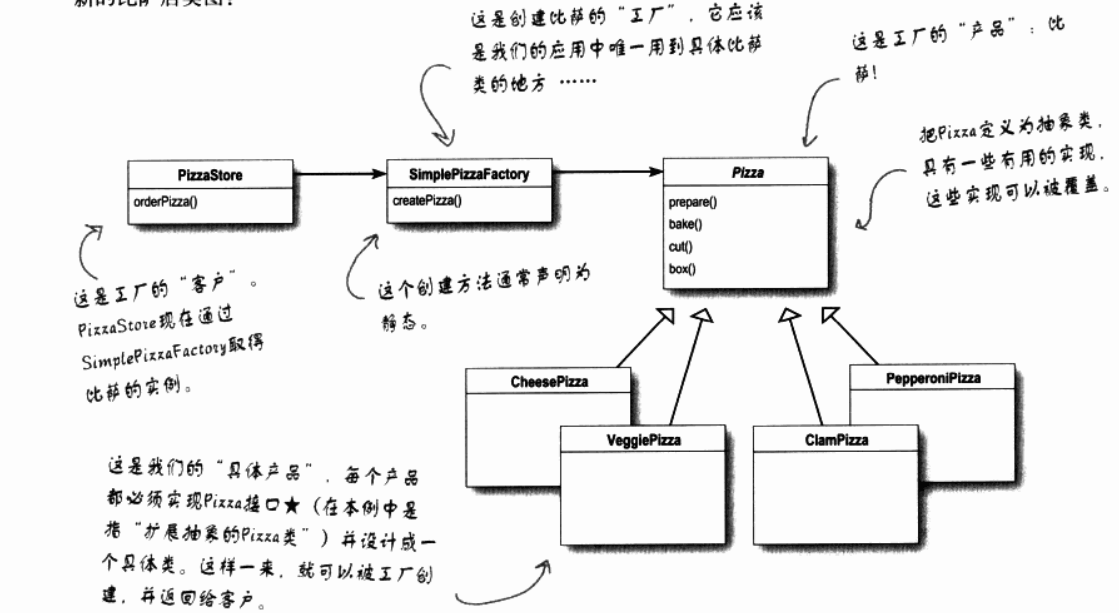 新的比萨店类图：
这是创建比萨的“工厂”，它应该
是我们的应用中唯一用到具体比萨
类的地方 ……
这是工厂的“产品”：比
萨！
把Pizza定义为抽象类，
具有一些有用的实现，
这些实现可以被覆盖。
PizzaStore
orderPizza()
SimplePizzaFactory
createPizza()
Pizza
prepare()
bake()
cut()
box()
这是工厂的“客户”。
PizzaStore现在通过
SimplePizzaFactory取得
比萨的实例。
这个创建方法通常声明为
静态。
CheesePizza
VeggiePizza
ClamPizza
PepperoniPizza
这是我们的“具体产品”，每个产品
都必须实现Pizza接口★（在本例中是
指“扩展抽象的Pizza类”）并设计成一
个具体类。这样一来，就可以被工厂创
建，并返回给客户。